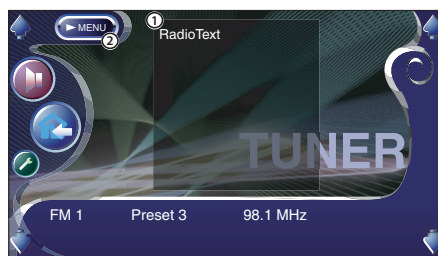 ►MENU
①
②
RadioText
TUNER
FM 1 Preset 3 98.1 MHz